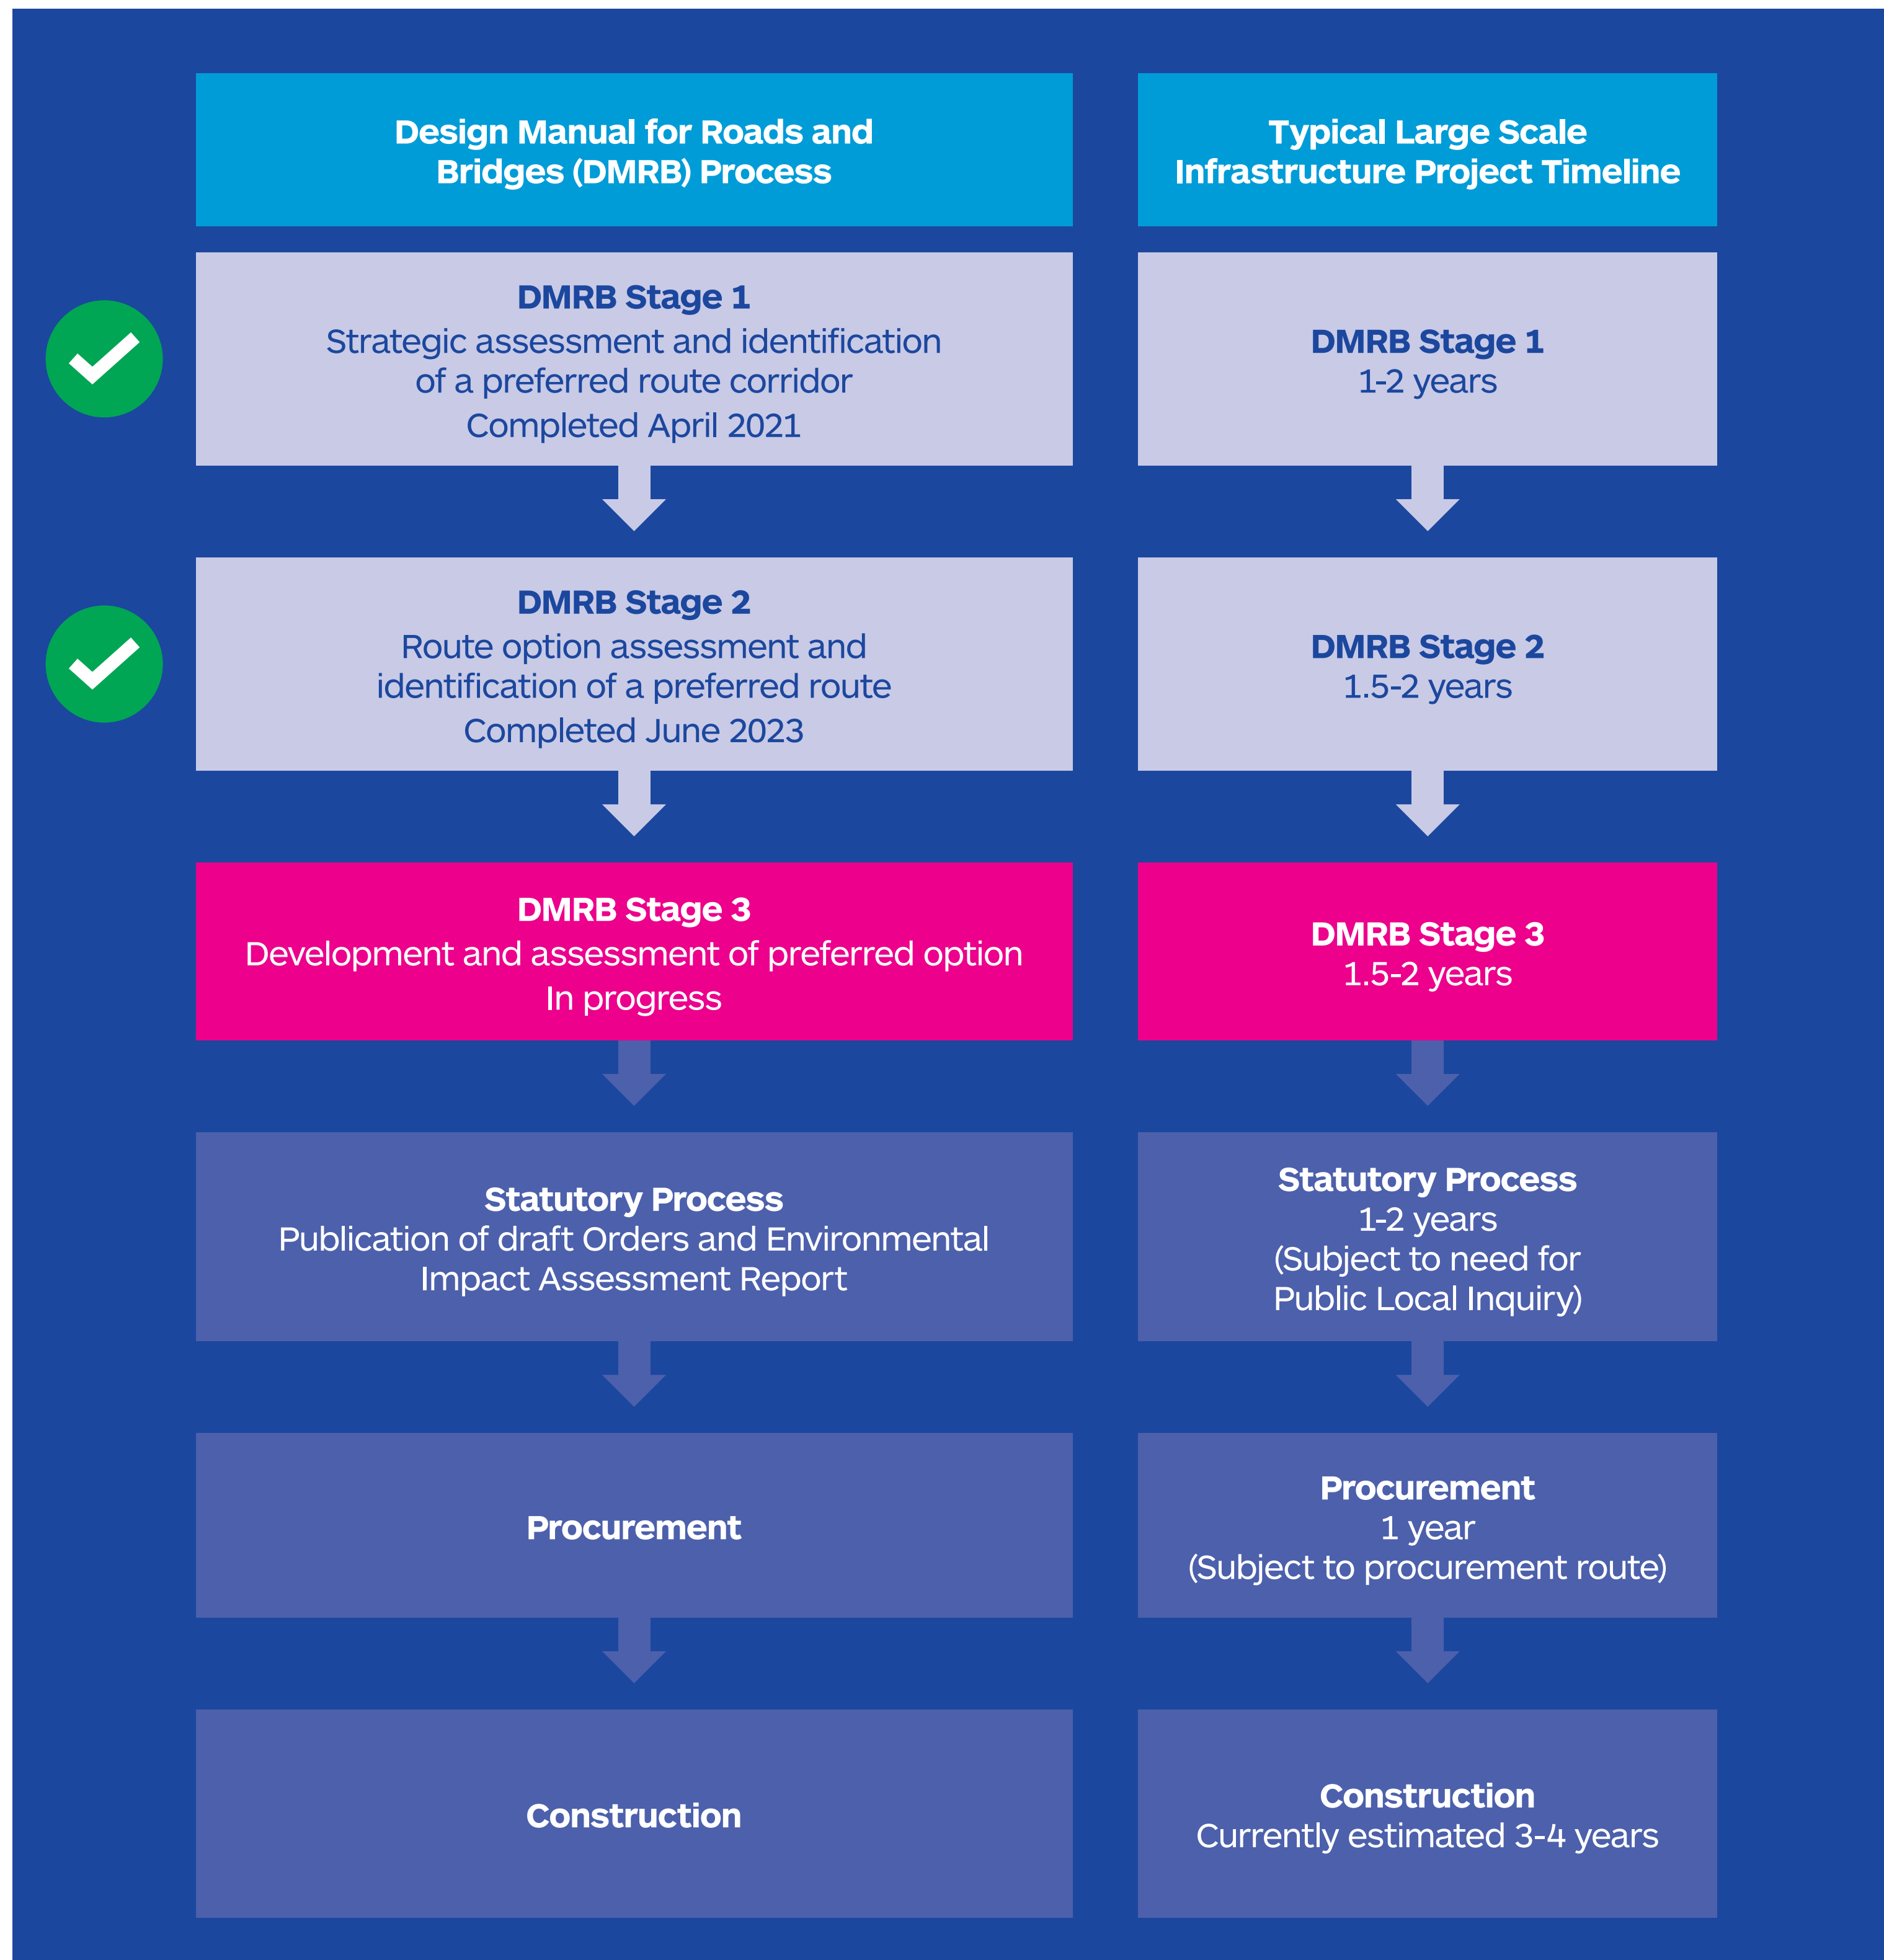 Design Manual for Roads and
Bridges (DMRB) Process
Typical Large Scale
Infrastructure Project Timeline
DMRB Stage 1
Strategic assessment and identification
of a preferred route corridor
Completed April 2021
DMRB Stage 1
1-2 years
DMRB Stage 2
Route option assessment and
identification of a preferred route
Completed June 2023
DMRB Stage 2
1.5-2 years
DMRB Stage 3
Development and assessment of preferred option
In progress
DMRB Stage 3
1.5-2 years
Statutory Process
Publication of draft Orders and Environmental
Impact Assessment Report
Statutory Process
1-2 years
(Subject to need for
Public Local Inquiry)
Procurement
Procurement
1 year
(Subject to procurement route)
Construction
Construction
Currently estimated 3-4 years